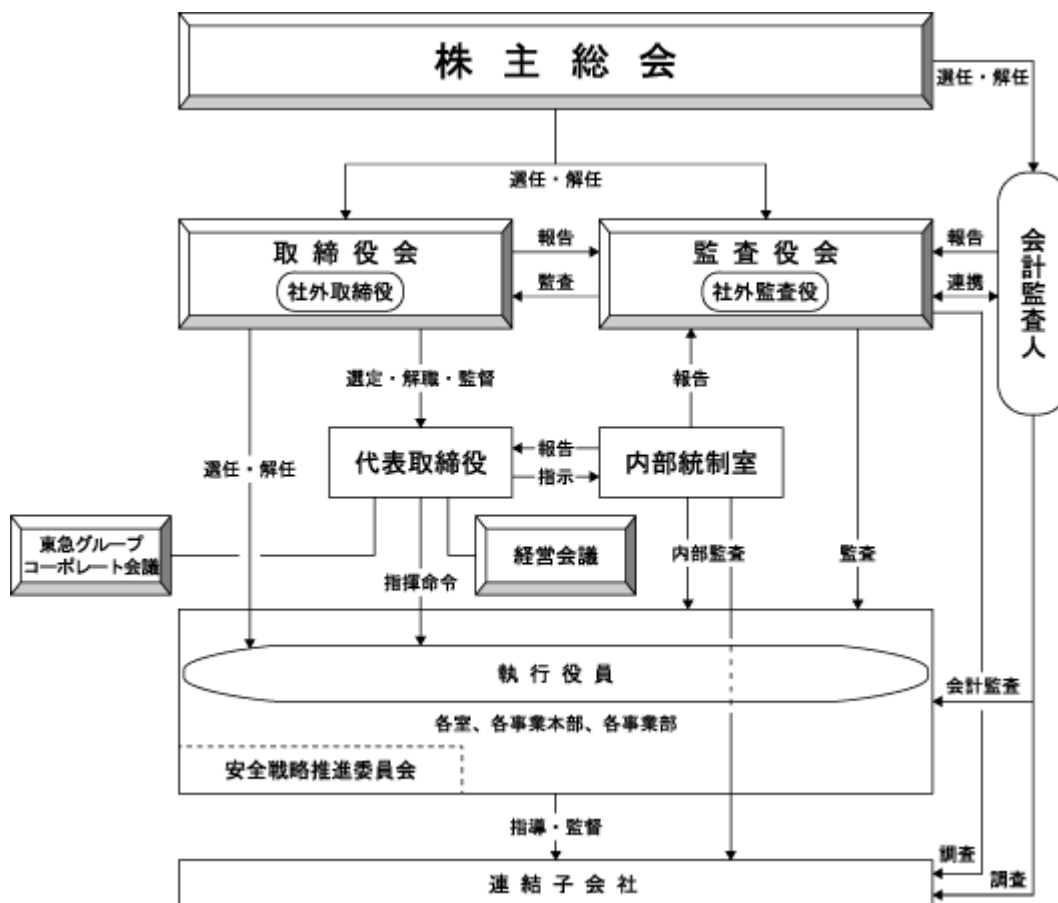 株主総会
選任・解任
選任・解任
取締役会
社外取締役
報告
監査
監査役会
社外監査役
報告
連携
会計監査人
選定・解職・監督
報告
選任・解任
代表取締役
報告
指示
内部統制室
東急グループ
コーポレート会議
経営会議
指揮命令
内部監査
監査
執行役員
会計監査
各室、各事業本部、各事業部
安全戦略推進委員会
指導・監督
調査
調査
連結子会社